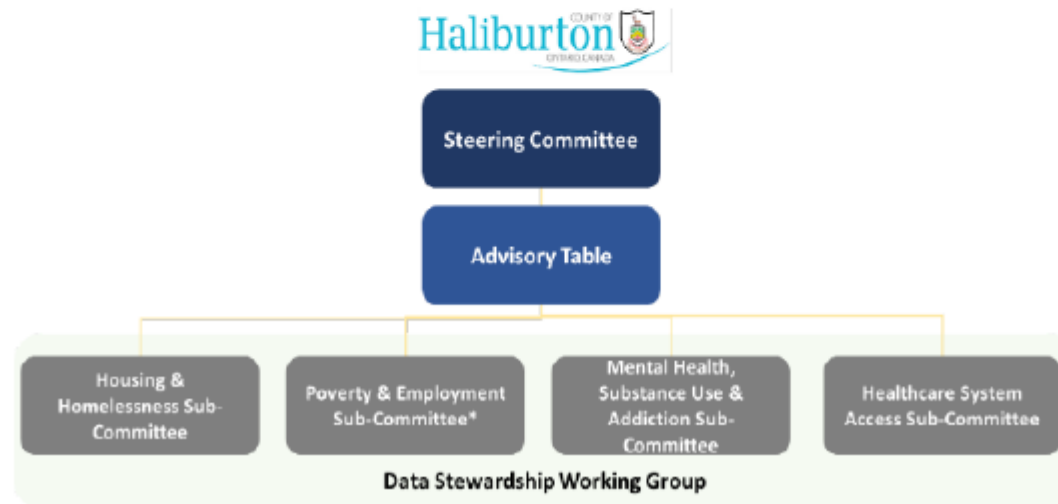 COUNTY OF
Haliburton
ONTARIO, CANADA
Steering Committee
Advisory Table
Housing &
Homelessness Sub-
Committee
Poverty & Employment
Sub-Committee*
Mental Health,
Substance Use &
Addiction Sub-
Committee
Healthcare System
Access Sub-Committee
Data Stewardship Working Group